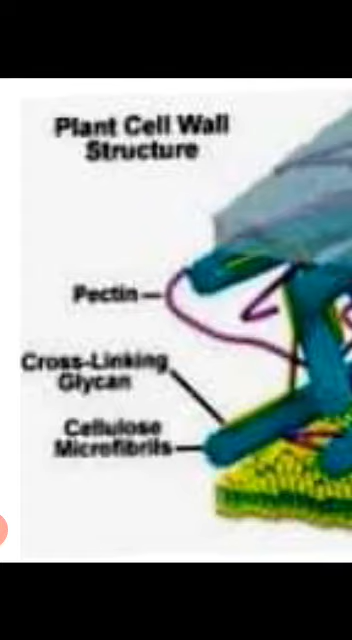 Plant Cell Wall
Structure
Pectin
Cross-Linking
Glycan
Cellulose
Microfibrils